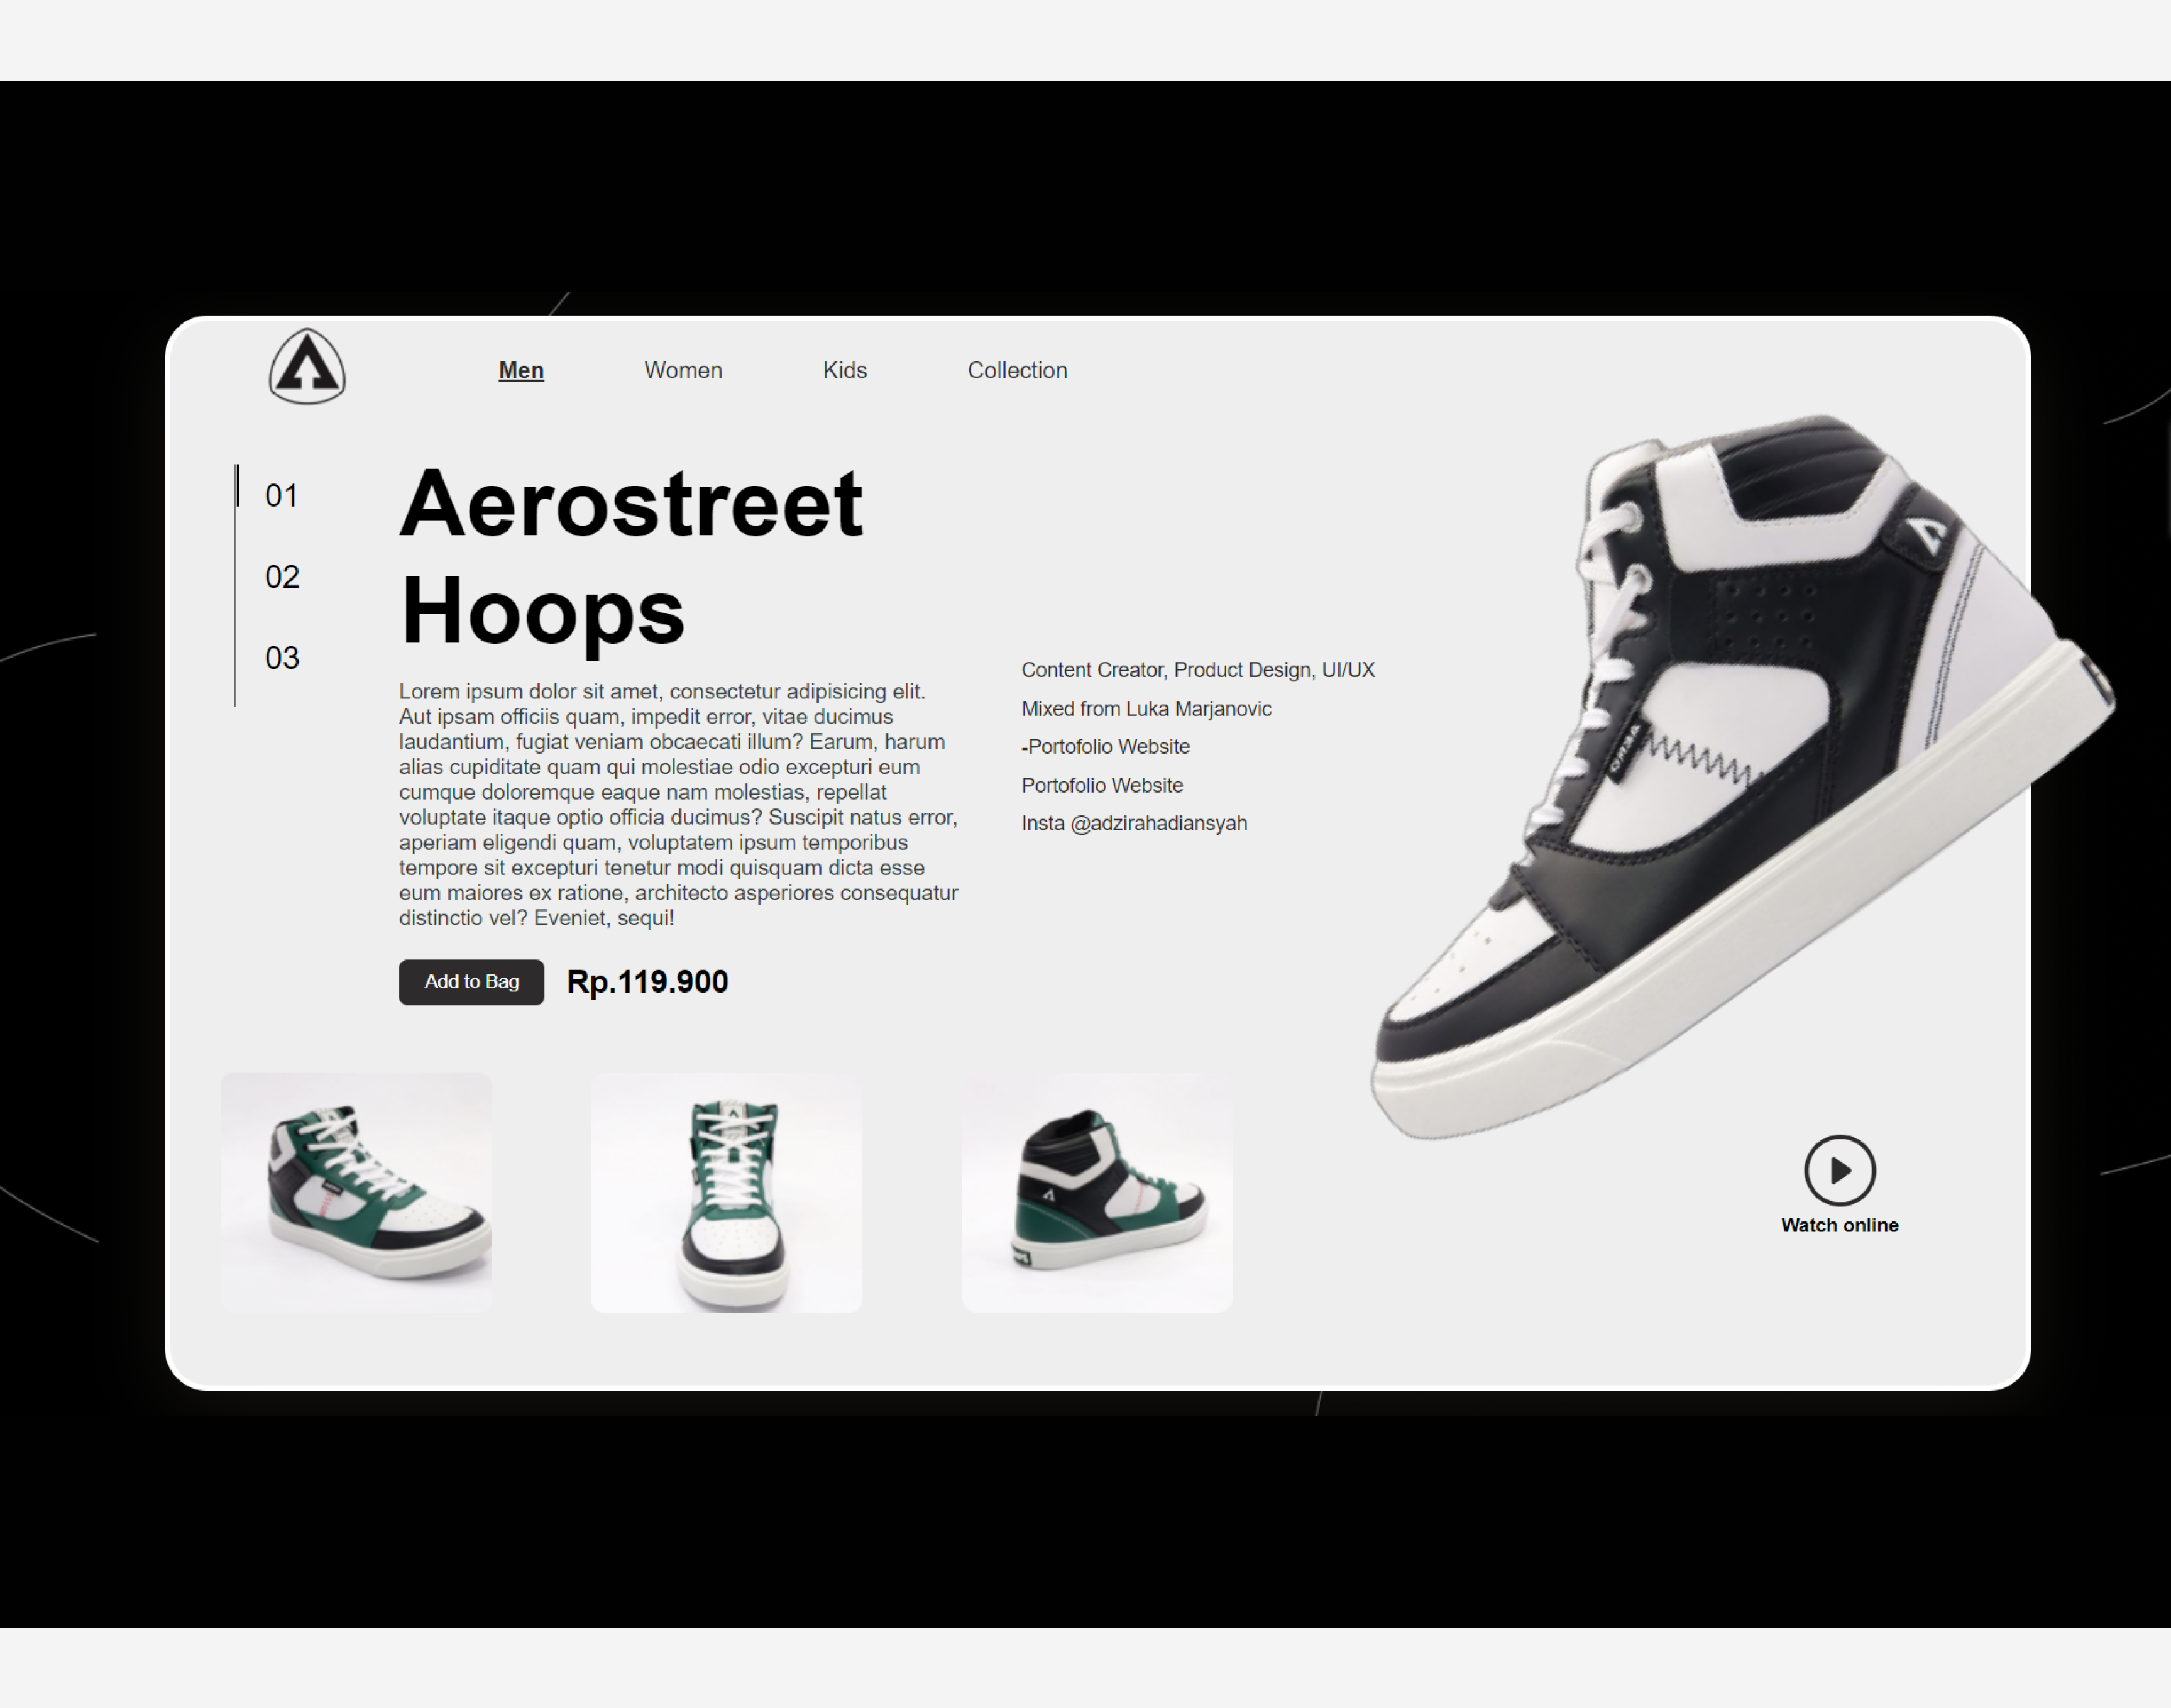 Men Women Kids Collection
01
02
03
Aerostreet
Hoops
Lorem ipsum dolor sit amet, consectetur adipisicing elit.
Aut ipsam officiis quam, impedit error, vitae ducimus
laudantium, fugiat veniam obcaecati illum? Earum, harum
alias cupiditate quam qui molestiae odio excepturi eum
cumque doloremque eaque nam molestias, repellat
voluptate itaque optio officia ducimus? Suscipit natus error,
aperiam eligendi quam, voluptatem ipsum temporibus
tempore sit excepturi tenetur modi quisquam dicta esse
eum maiores ex ratione, architecto asperiores consequatur
distinctio vel? Eveniet, sequi!
Add to Bag Rp.119.900
Content Creator, Product Design, UI/UX
Mixed from Luka Marjanovic
-Portofolio Website
Portofolio Website
Insta @adzirahadiansyah
Watch online